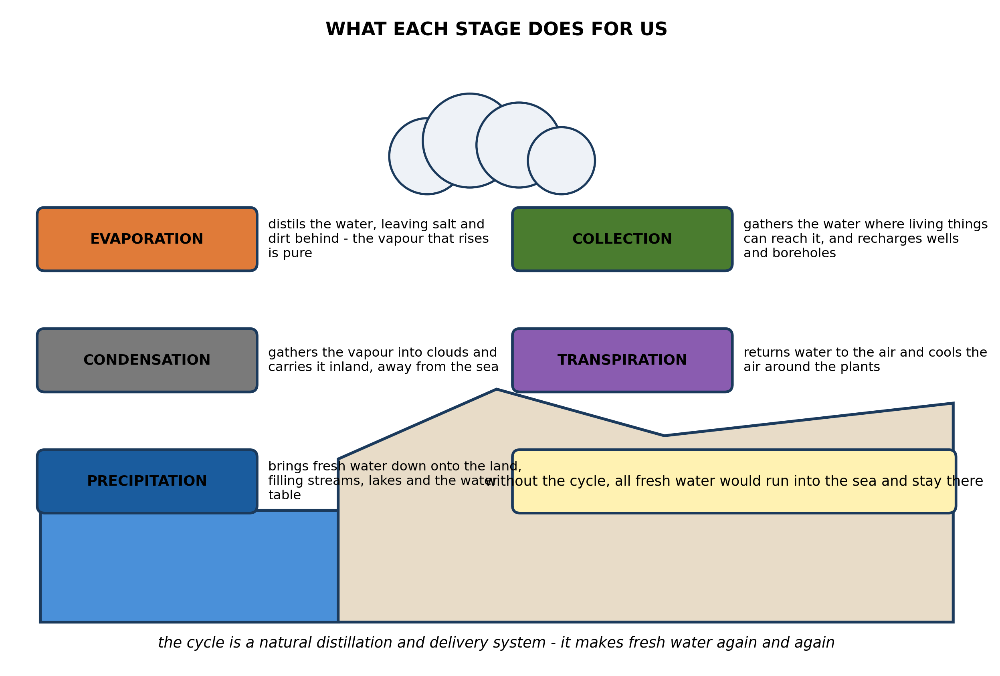 WHAT EACH STAGE DOES FOR US
EVAPORATION
distils the water, leaving salt and
dirt behind - the vapour that rises
is pure
COLLECTION
gathers the water where living things
can reach it, and recharges wells
and boreholes
CONDENSATION
gathers the vapour into clouds and
carries it inland, away from the sea
TRANSPIRATION
returns water to the air and cools the
air around the plants
PRECIPITATION
brings fresh water down onto the land,
filling streams, lakes and the water
table
without the cycle, all fresh water would run into the sea and stay there
the cycle is a natural distillation and delivery system - it makes fresh water again and again